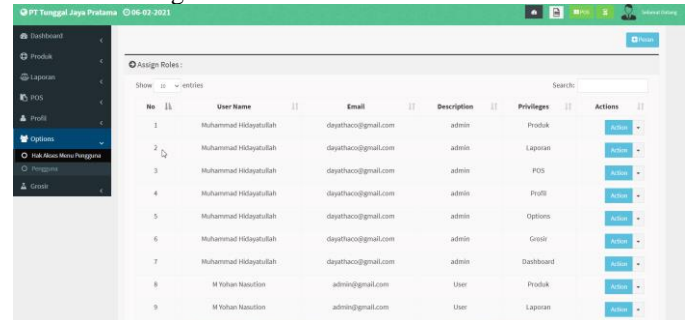 PT Tunggal Jaya Pratama 06-02-2021
POS
Selamat Datang
Dashboard
Produk
Laporan
POS
Profil
Options
Hak Akses Menu Pengguna
Pengguna
Grosir
Peran
Assign Roles :
Show 10 entries Search:
No User Name Email Description Privileges Actions
1 Muhammad Hidayatullah dayathaco@gmail.com admin Produk Action
2 Muhammad Hidayatullah dayathaco@gmail.com admin Laporan Action
3 Muhammad Hidayatullah dayathaco@gmail.com admin POS Action
4 Muhammad Hidayatullah dayathaco@gmail.com admin Profil Action
5 Muhammad Hidayatullah dayathaco@gmail.com admin Options Action
6 Muhammad Hidayatullah dayathaco@gmail.com admin Grosir Action
7 Muhammad Hidayatullah dayathaco@gmail.com admin Dashboard Action
8 M Yohan Nasution admin@gmail.com User Produk Action
9 M Yohan Nasution admin@gmail.com User Laporan Action